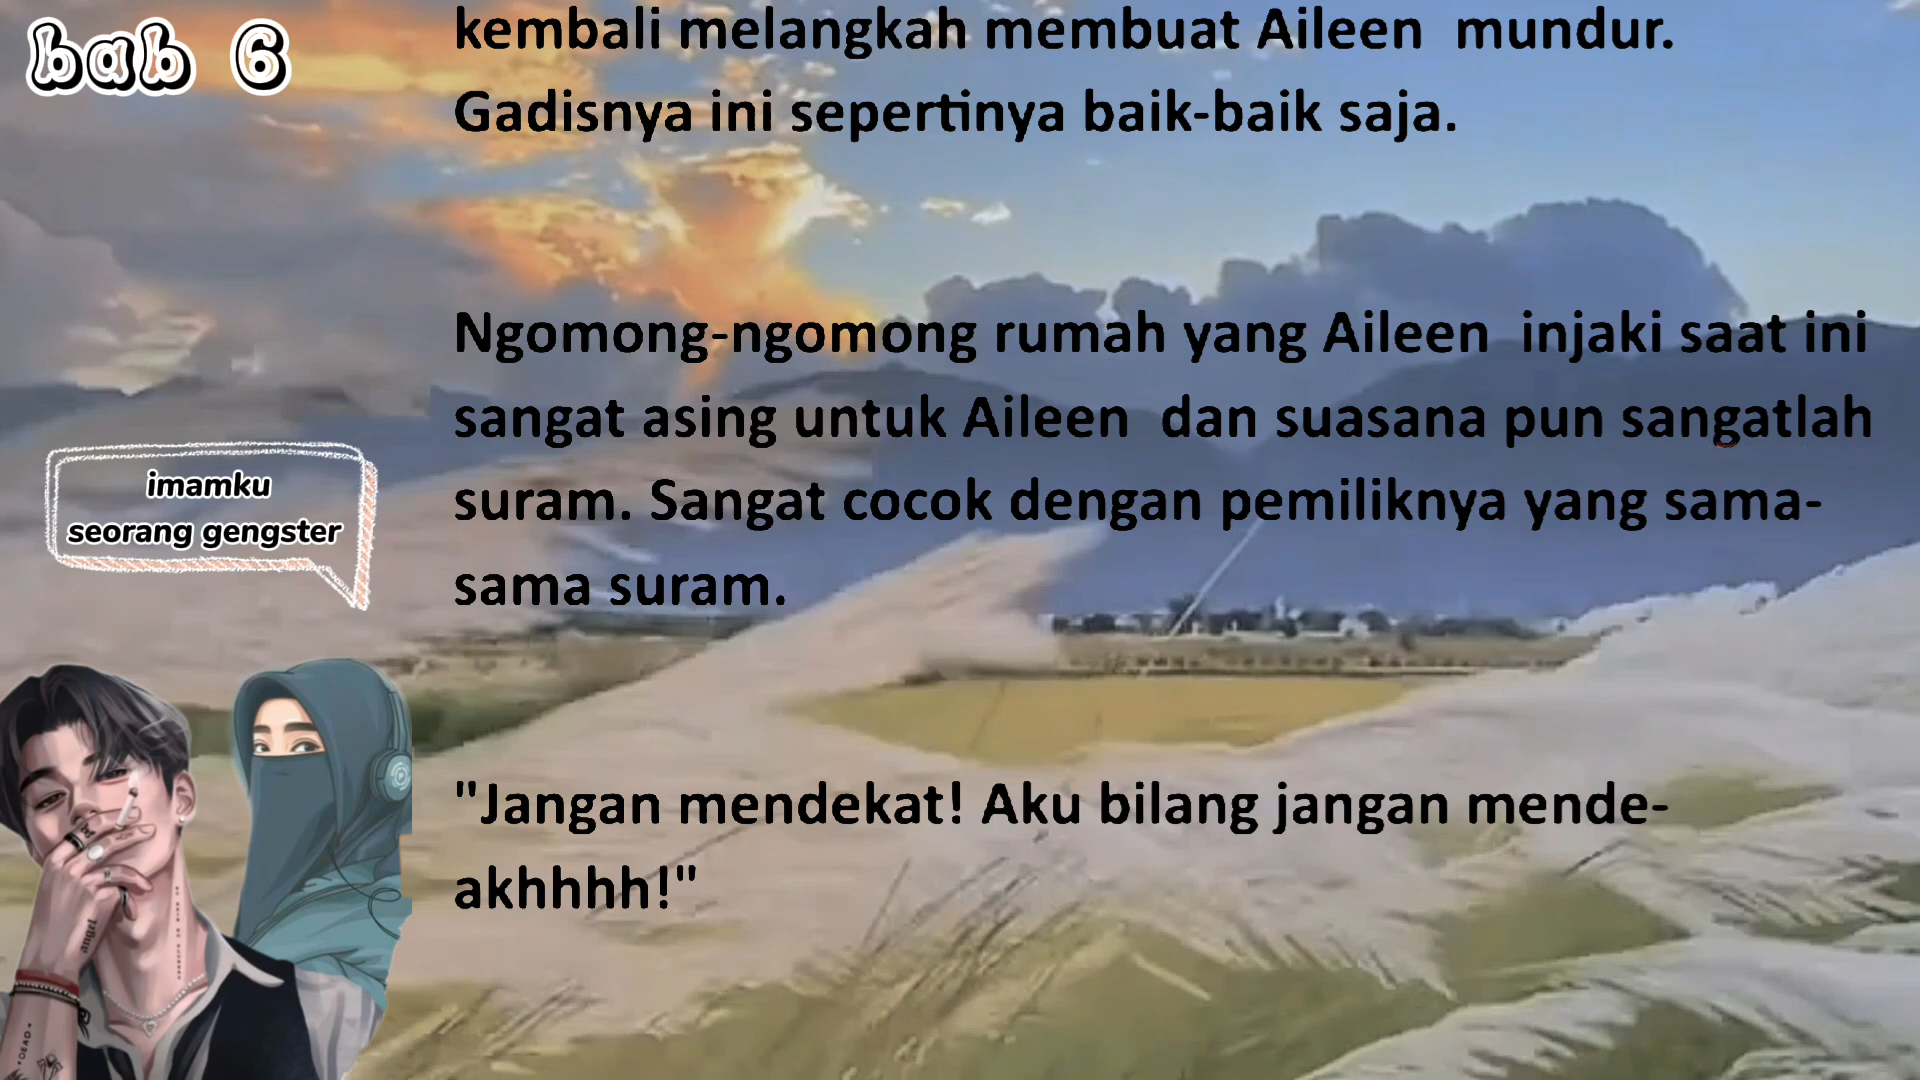 bab 6
kembali melangkah membuat Aileen mundur.
Gadisnya ini sepertinya baik-baik saja.
Ngomong-ngomong rumah yang Aileen injaki saat ini
sangat asing untuk Aileen dan suasana pun sangatlah
suram. Sangat cocok dengan pemiliknya yang sama-
sama suram.
"Jangan mendekat! Aku bilang jangan mende-
akhhhh!"
imamku
seorang gengster
angel
DEAD